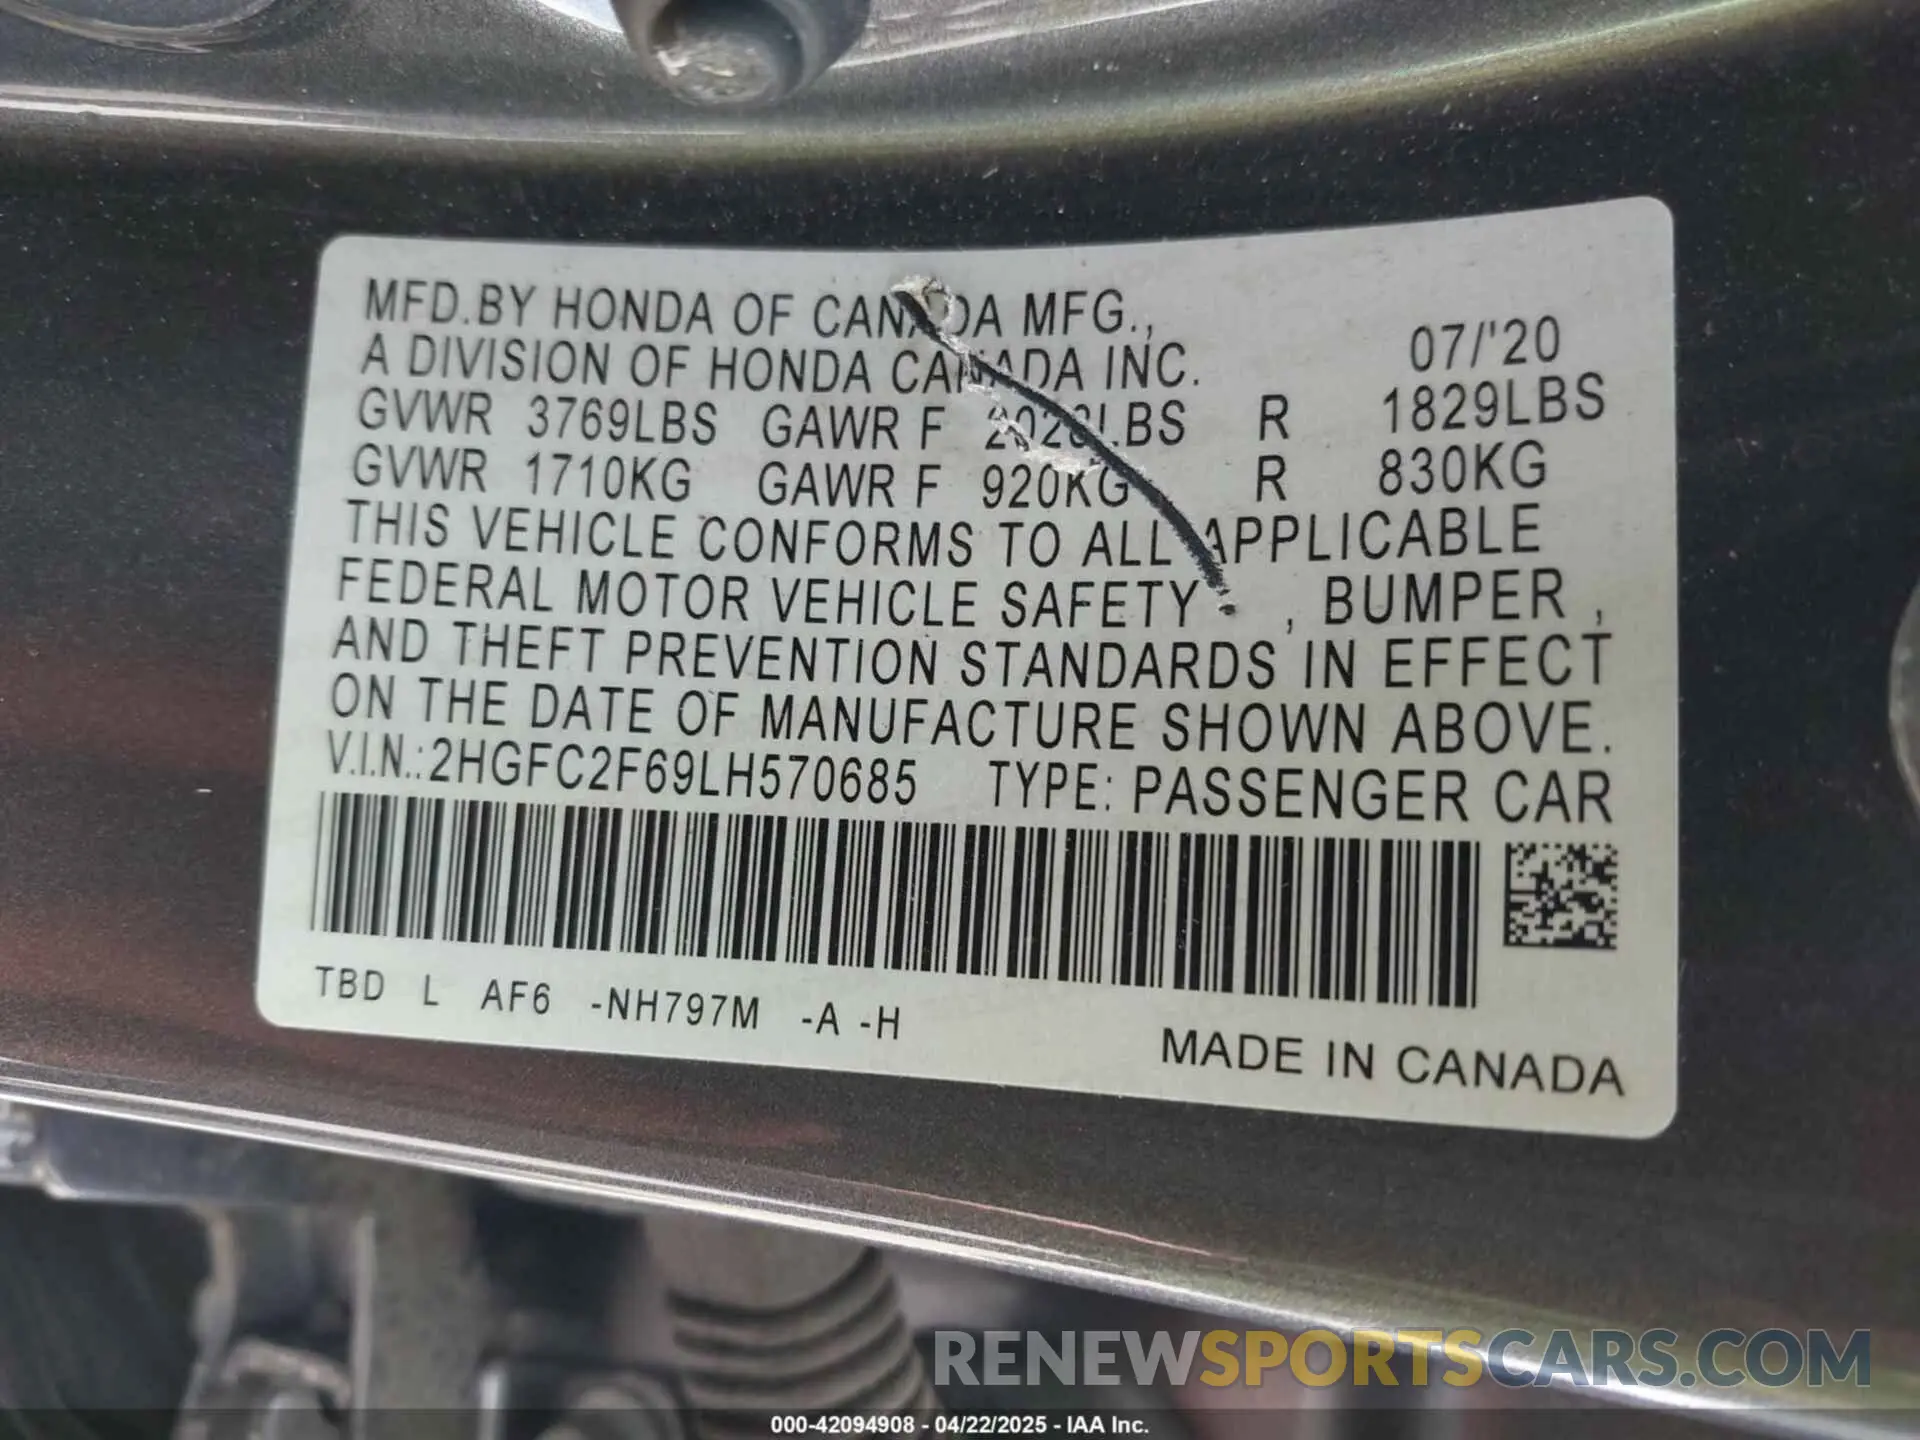 MFD.BY HONDA OF CANADA MFG.,
A DIVISION OF HONDA CANADA INC. 07/'20
GVWR 3769LBS GAWR F 2028LBS R 1829LBS
GVWR 1710KG GAWR F 920KG R 830KG
THIS VEHICLE CONFORMS TO ALL APPLICABLE
FEDERAL MOTOR VEHICLE SAFETY , BUMPER ,
AND THEFT PREVENTION STANDARDS IN EFFECT
ON THE DATE OF MANUFACTURE SHOWN ABOVE.
V.I.N.:2HGFC2F69LH570685 TYPE: PASSENGER CAR
TBD L AF6 -NH797M -A -H
MADE IN CANADA
RENEWSPORTSCARS.COM
000-42094908 - 04/22/2025 - IAA Inc.